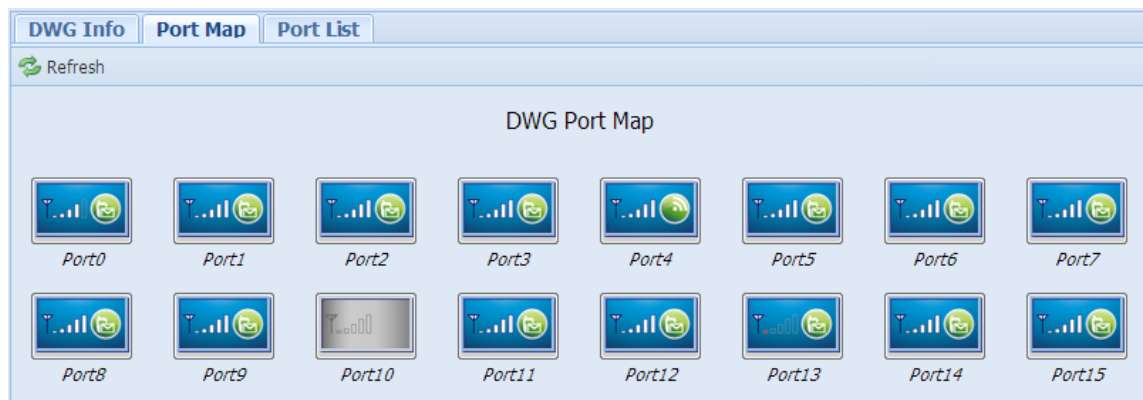 DWG Info Port Map Port List
Refresh
DWG Port Map
Port0 Port1 Port2 Port3 Port4 Port5 Port6 Port7
Port8 Port9 Port10 Port11 Port12 Port13 Port14 Port15